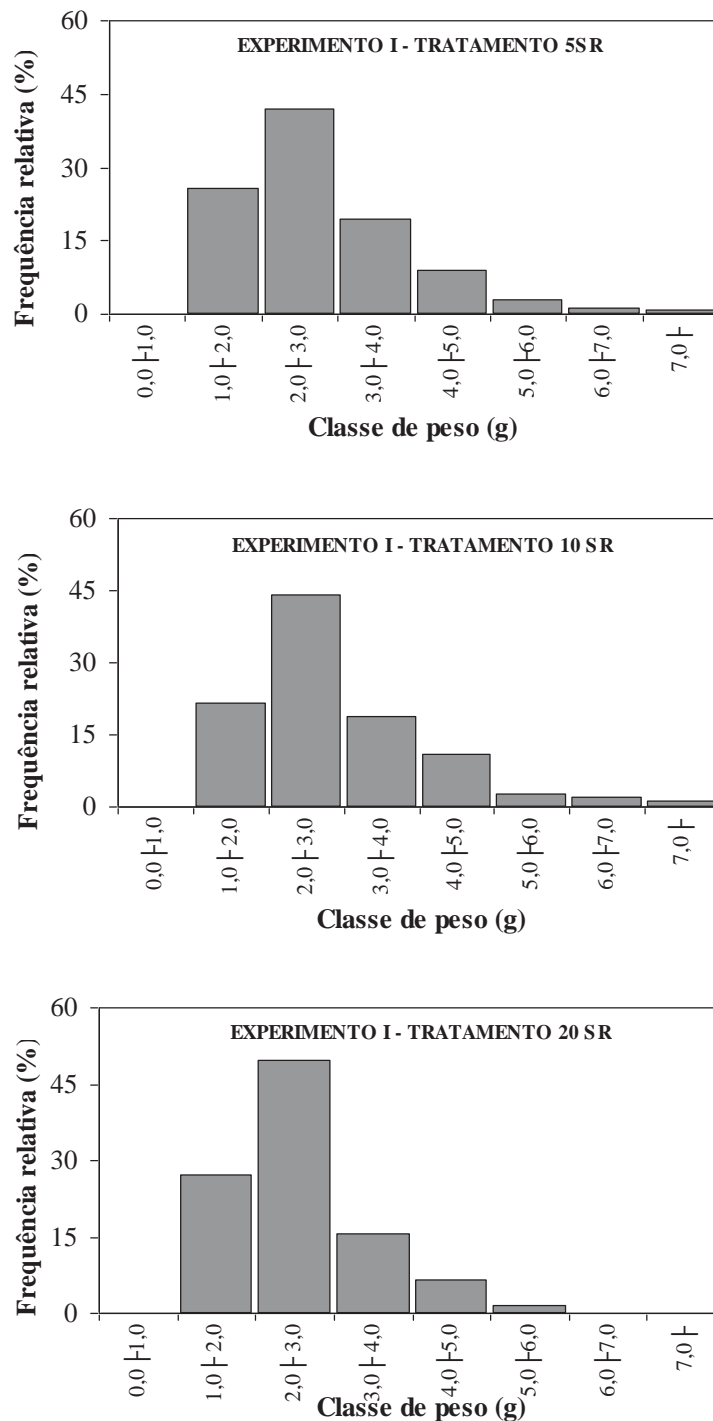 60
45
30
15
0
Frequência relativa (%)
EXPERIMENTO I - TRATAMENTO 5SR
0,0 ├1,0
1,0 ├ 2,0
2,0 ├ 3,0
3,0 ├ 4,0
4,0 ├5,0
5,0 ├6,0
6,0 ├7,0
7,0 ├
Classe de peso (g)
60
45
30
15
0
Frequência relativa (%)
EXPERIMENTO I - TRATAMENTO 10 SR
0,0 ├1,0
1,0 ├ 2,0
2,0 ├ 3,0
3,0 ├ 4,0
4,0 ├5,0
5,0 ├6,0
6,0 ├7,0
7,0 ├
Classe de peso (g)
60
45
30
15
0
Frequência relativa (%)
EXPERIMENTO I - TRATAMENTO 20 SR
0,0 ├1,0
1,0 ├ 2,0
2,0 ├ 3,0
3,0 ├ 4,0
4,0 ├5,0
5,0 ├6,0
6,0 ├7,0
7,0 ├
Classe de peso (g)